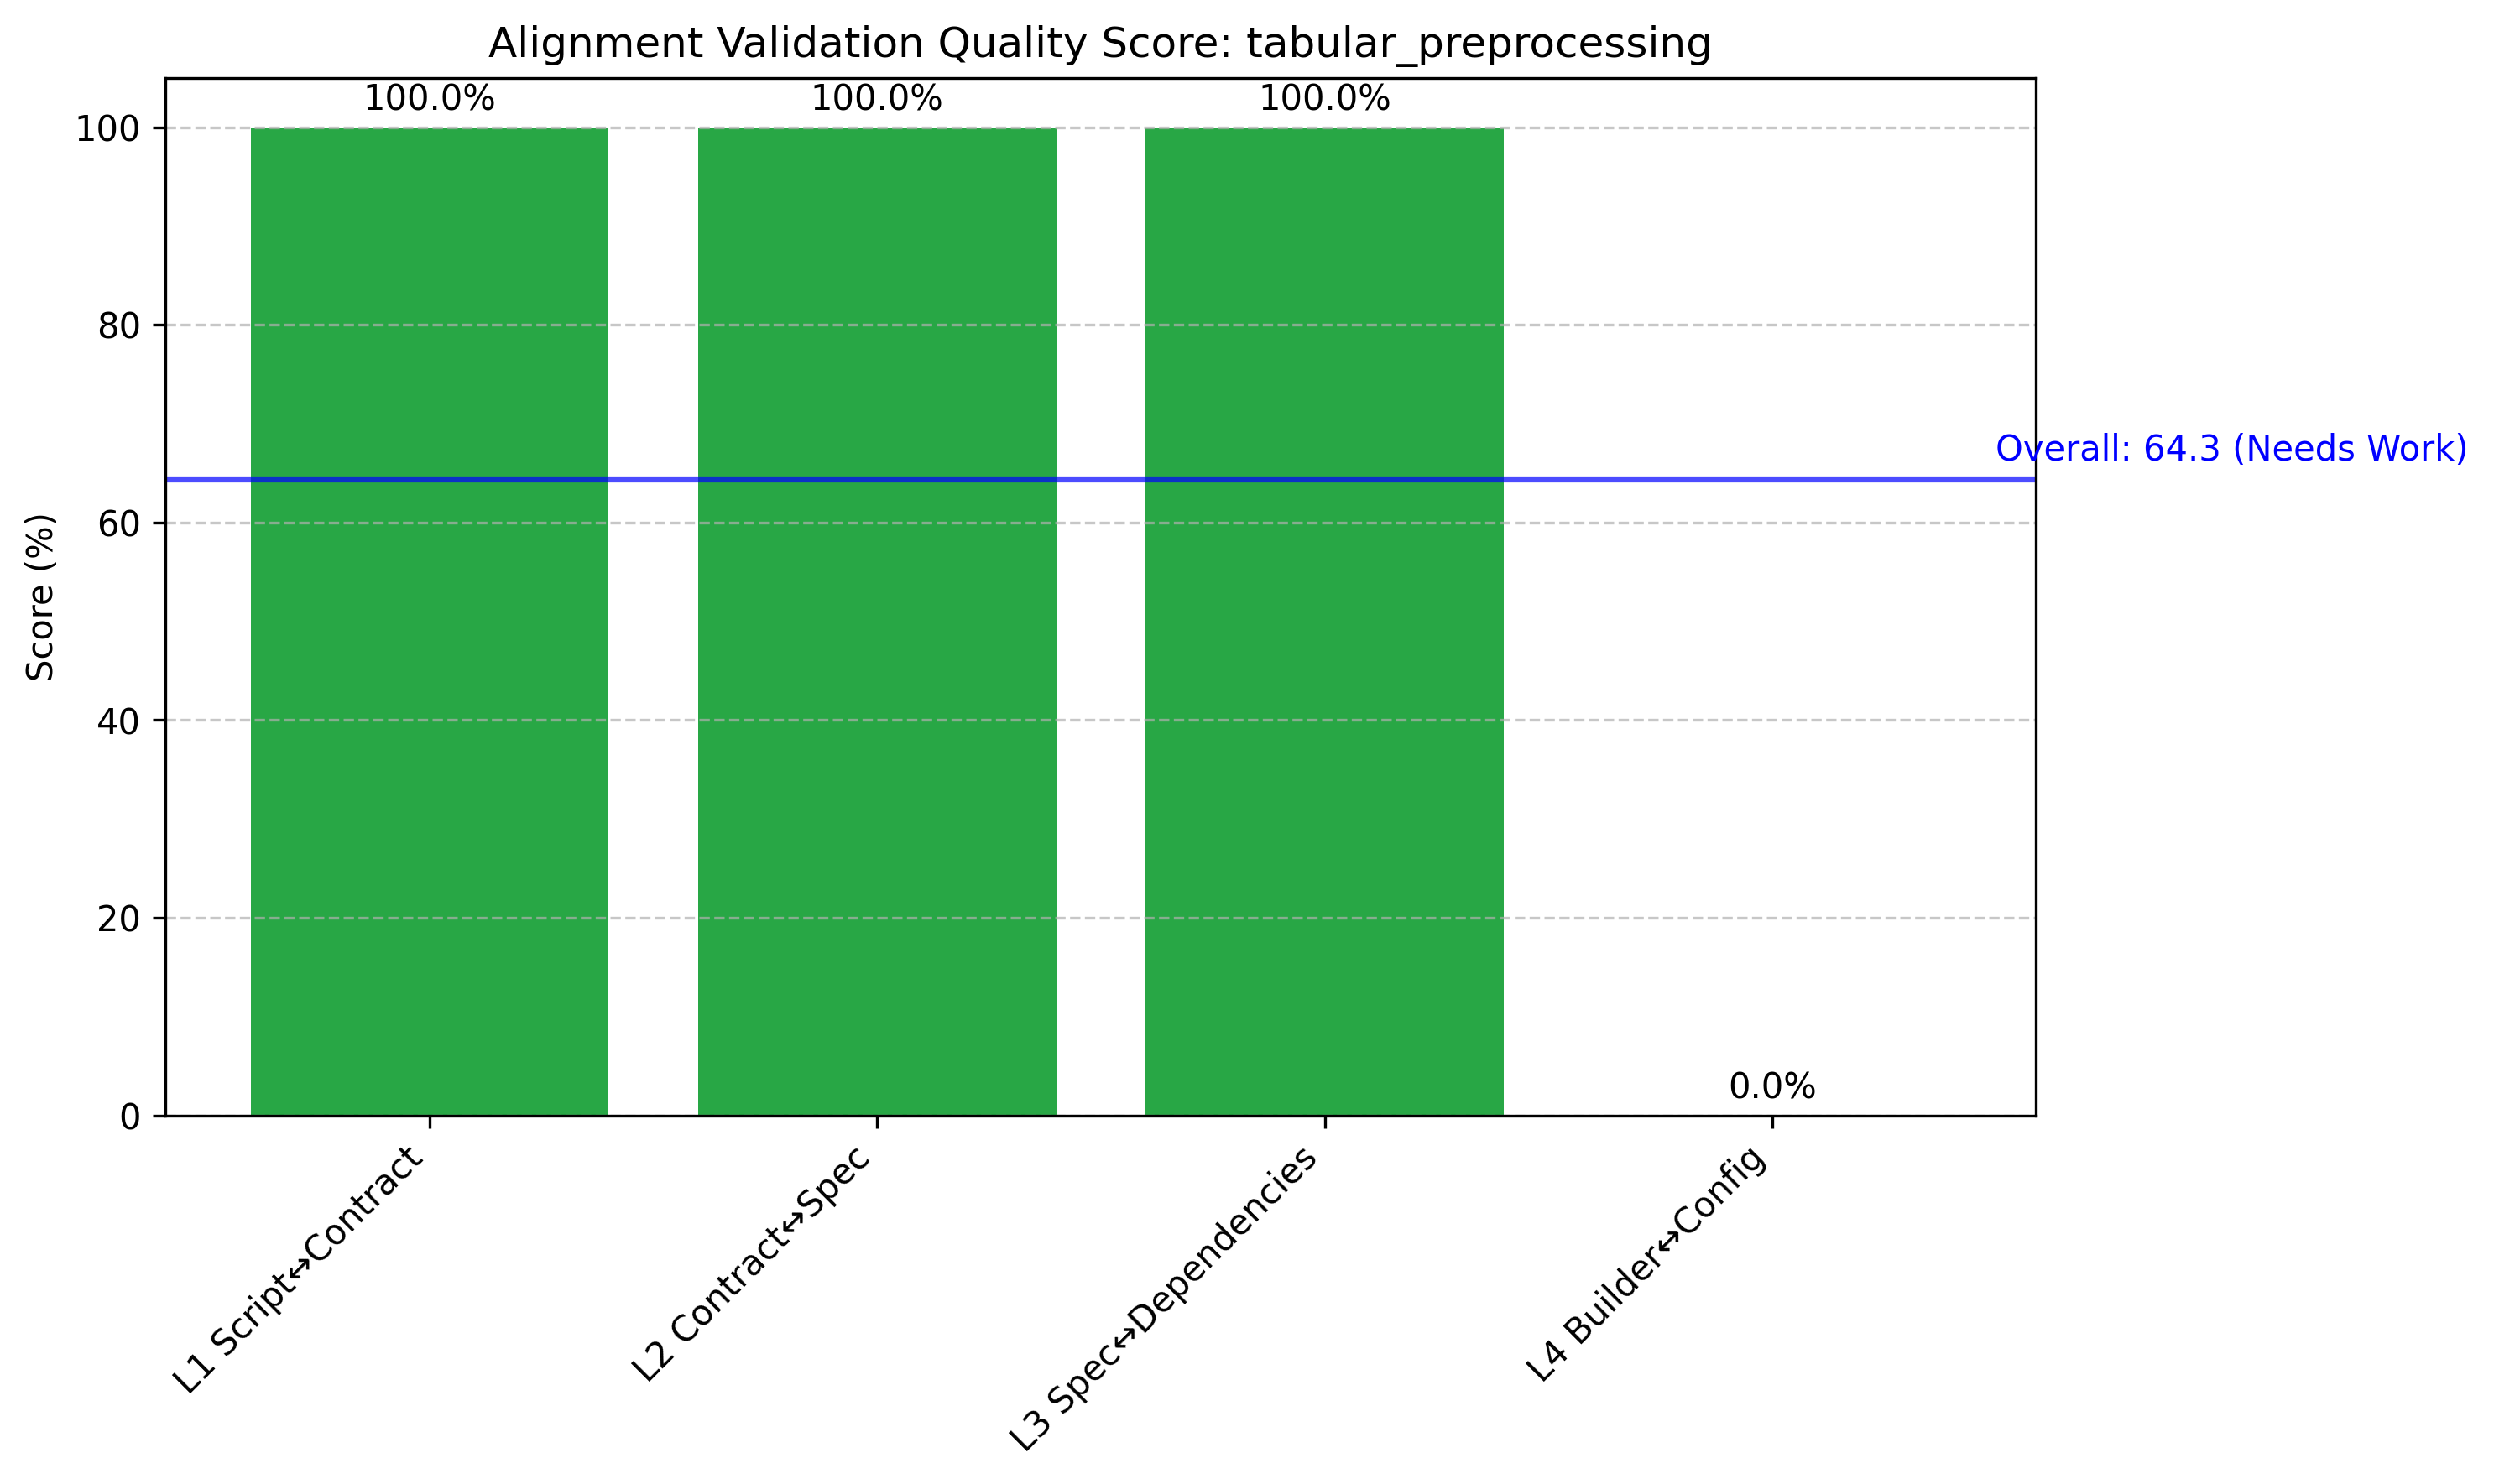 Alignment Validation Quality Score: tabular_preprocessing
100.0%
100.0%
100.0%
0.0%
Overall: 64.3 (Needs Work)
Score (%)
100
80
60
40
20
0
L1 Script↔Contract
L2 Contract↔Spec
L3 Spec↔Dependencies
L4 Builder↔Config